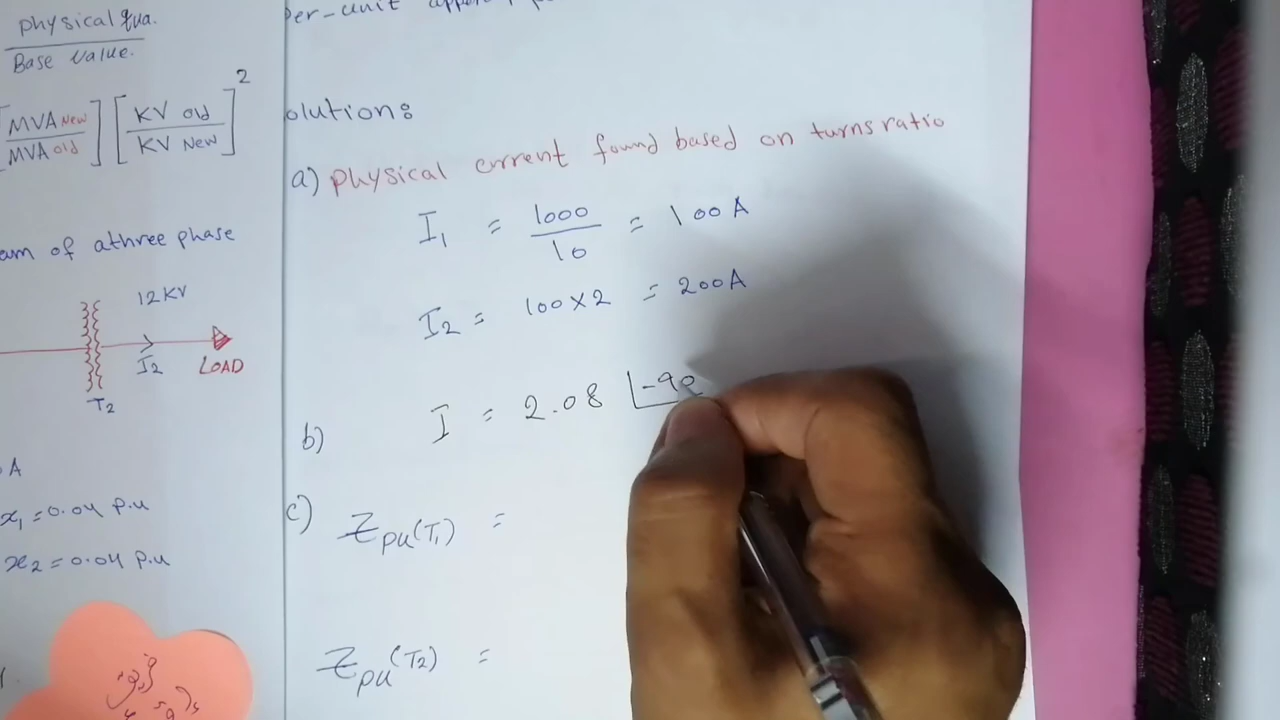 physical qua.
Base value.
[MVA New / MVA old] [KV old / KV New]²
am of athree phase
12KV
I2
LOAD
T2
A
x1 = 0.04 p.u
x2 = 0.04 p.u
per-unit
olution:
a) physical current found based on turns ratio
I1 = 1000/10 = 100A
I2 = 100 × 2 = 200A
b) I = 2.08 ∠-90
c) Zpu(T1) =
Zpu(T2) =